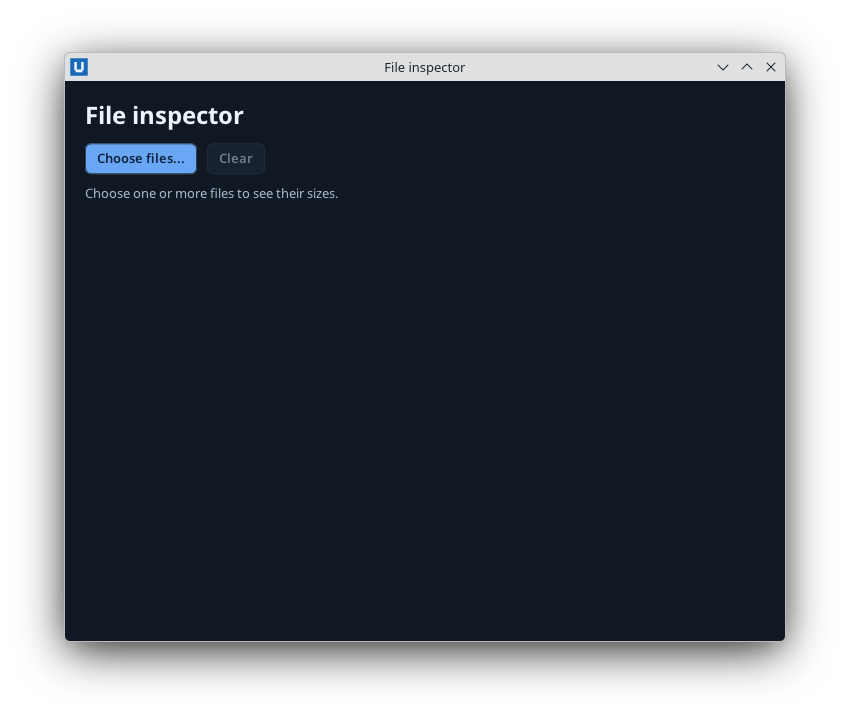 File inspector
File inspector
Choose files...
Clear
Choose one or more files to see their sizes.